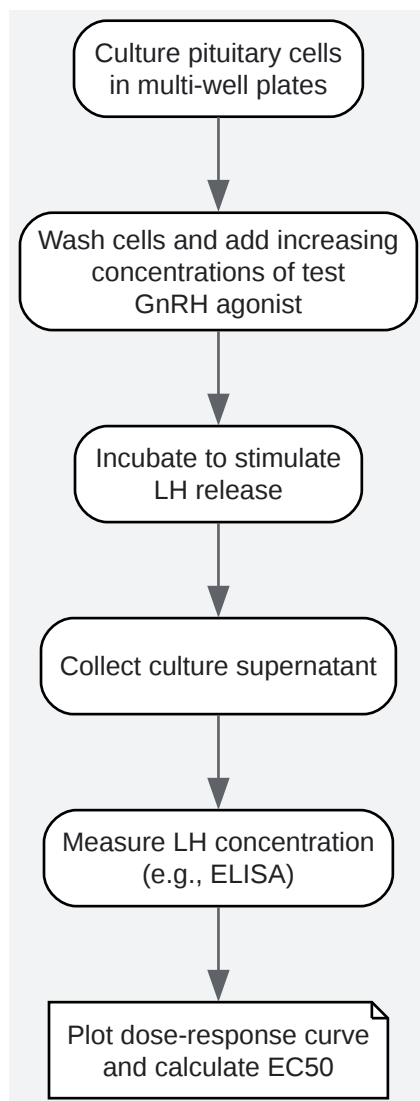 Culture pituitary cells
in multi-well plates
Wash cells and add increasing
concentrations of test
GnRH agonist
Incubate to stimulate
LH release
Collect culture supernatant
Measure LH concentration
(e.g., ELISA)
Plot dose-response curve
and calculate EC50